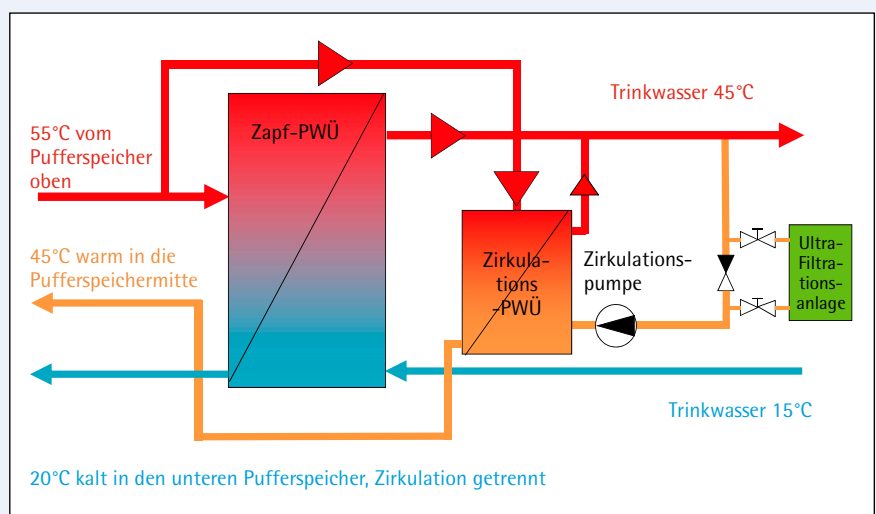 55°C vom
Pufferspeicher
oben
Zapf-PWÜ
Trinkwasser 45°C
45°C warm in die
Pufferspeichermitte
Zirkula-
tions
-PWÜ
Zirkulations-
pumpe
Ultra-
Filtra-
tions-
anlage
Trinkwasser 15°C
20°C kalt in den unteren Pufferspeicher, Zirkulation getrennt